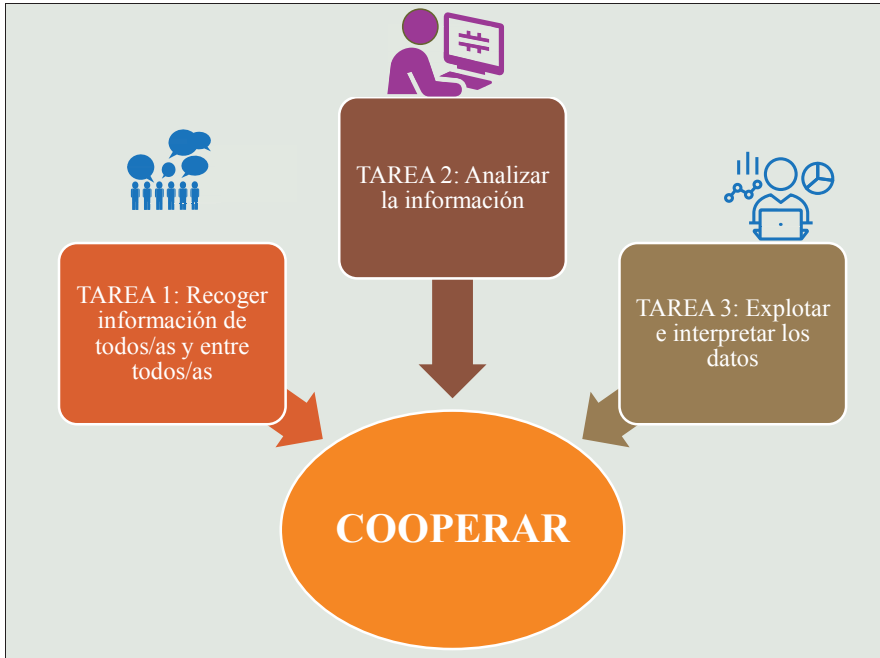 TAREA 1: Recoger
información de
todos/as y entre
todos/as
TAREA 2: Analizar
la información
TAREA 3: Explotar
e interpretar los
datos
COOPERAR